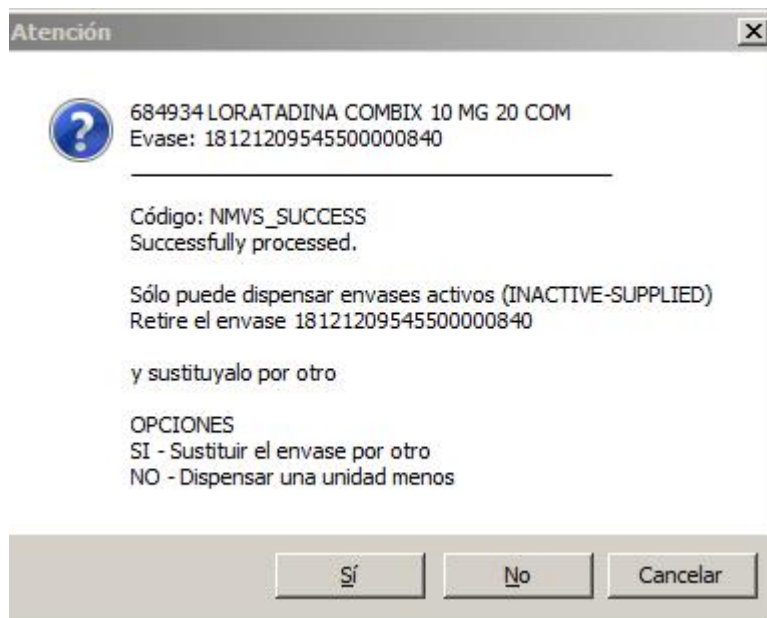 Atención
684934 LORATADINA COMBIX 10 MG 20 COM
Evase: 18121209545500000840
Código: NMVS_SUCCESS
Successfully processed.
Sólo puede dispensar envases activos (INACTIVE-SUPPLIED)
Retire el envase 18121209545500000840
y sustituyalo por otro
OPCIONES
SI - Sustituir el envase por otro
NO - Dispensar una unidad menos
Sí No Cancelar